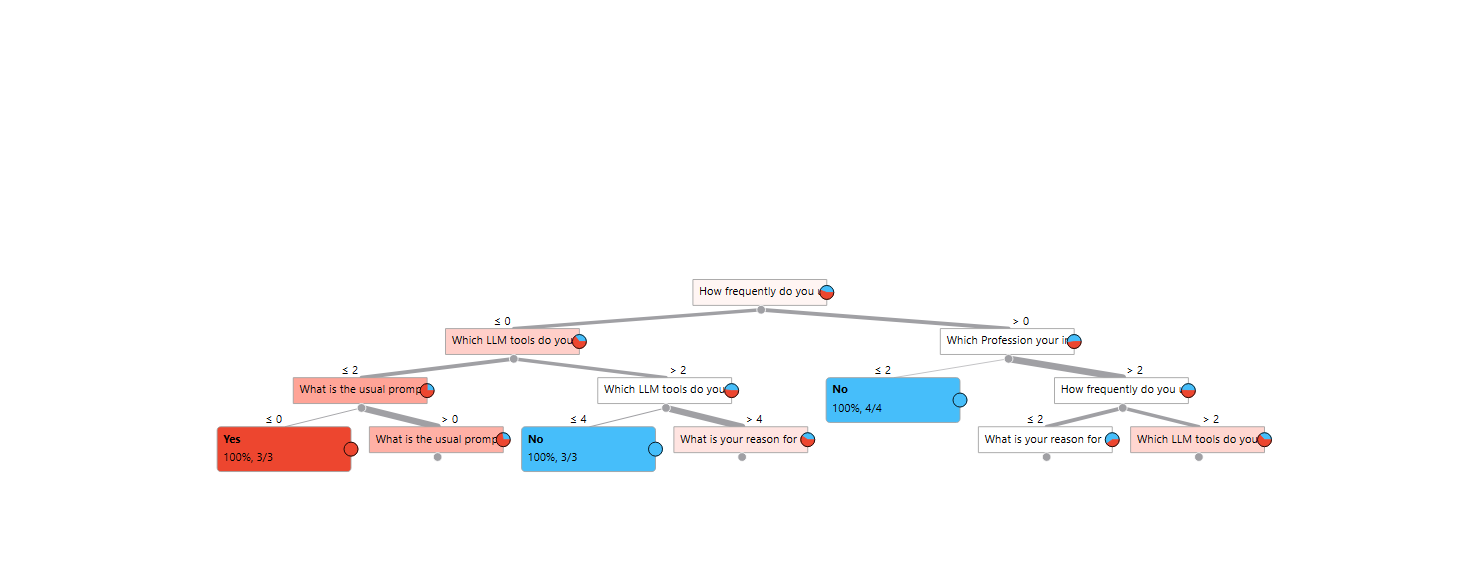 How frequently do you
≤ 0
> 0
Which LLM tools do you
Which Profession your
≤ 2
> 2
≤ 2
> 2
What is the usual promp
Which LLM tools do you
No
100%, 4/4
How frequently do you
≤ 0
> 0
≤ 4
> 4
≤ 2
> 2
Yes
100%, 3/3
What is the usual promp
No
100%, 3/3
What is your reason for
What is your reason for
Which LLM tools do you